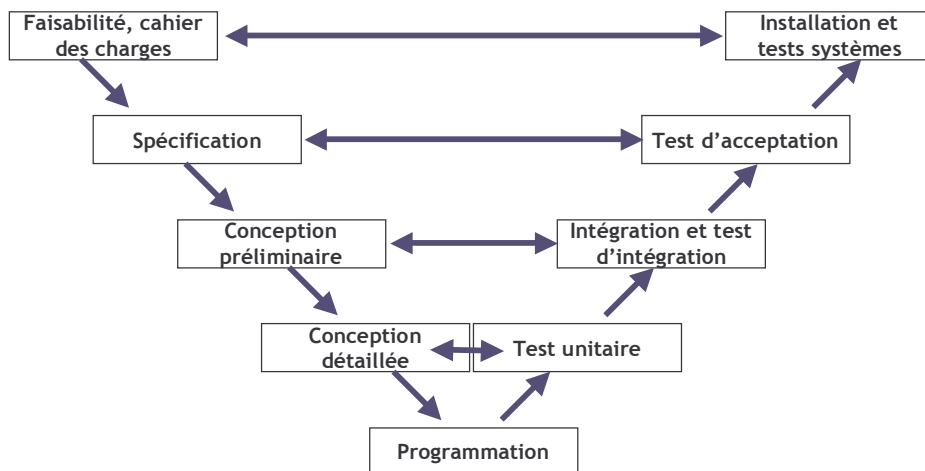 Faisabilité, cahier
des charges
Installation et
tests systèmes
Spécification
Test d’acceptation
Conception
préliminaire
Intégration et test
d’intégration
Conception
détaillée
Test unitaire
Programmation